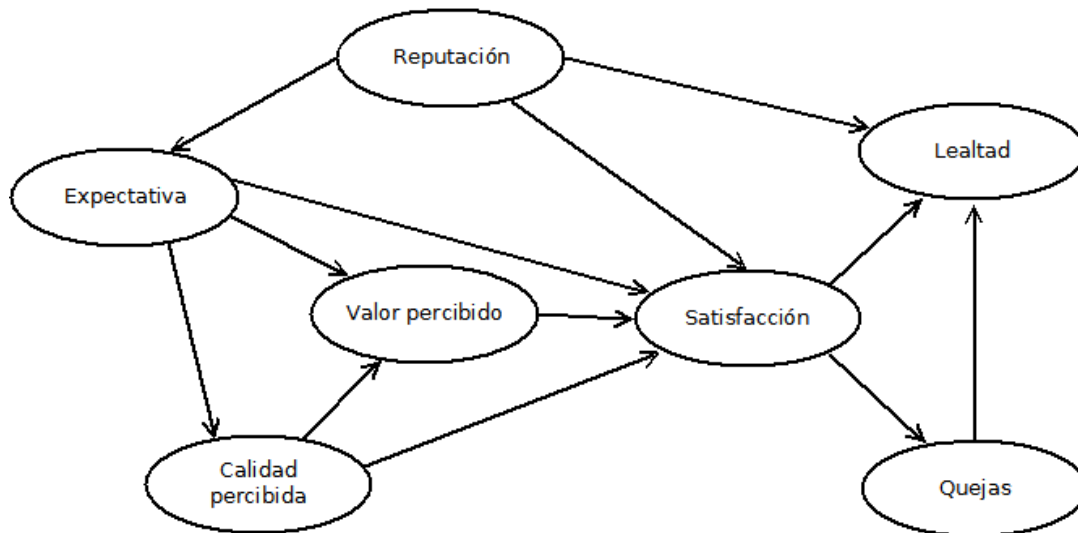 Reputación
Lealtad
Expectativa
Valor percibido
Satisfacción
Calidad
percibida
Quejas